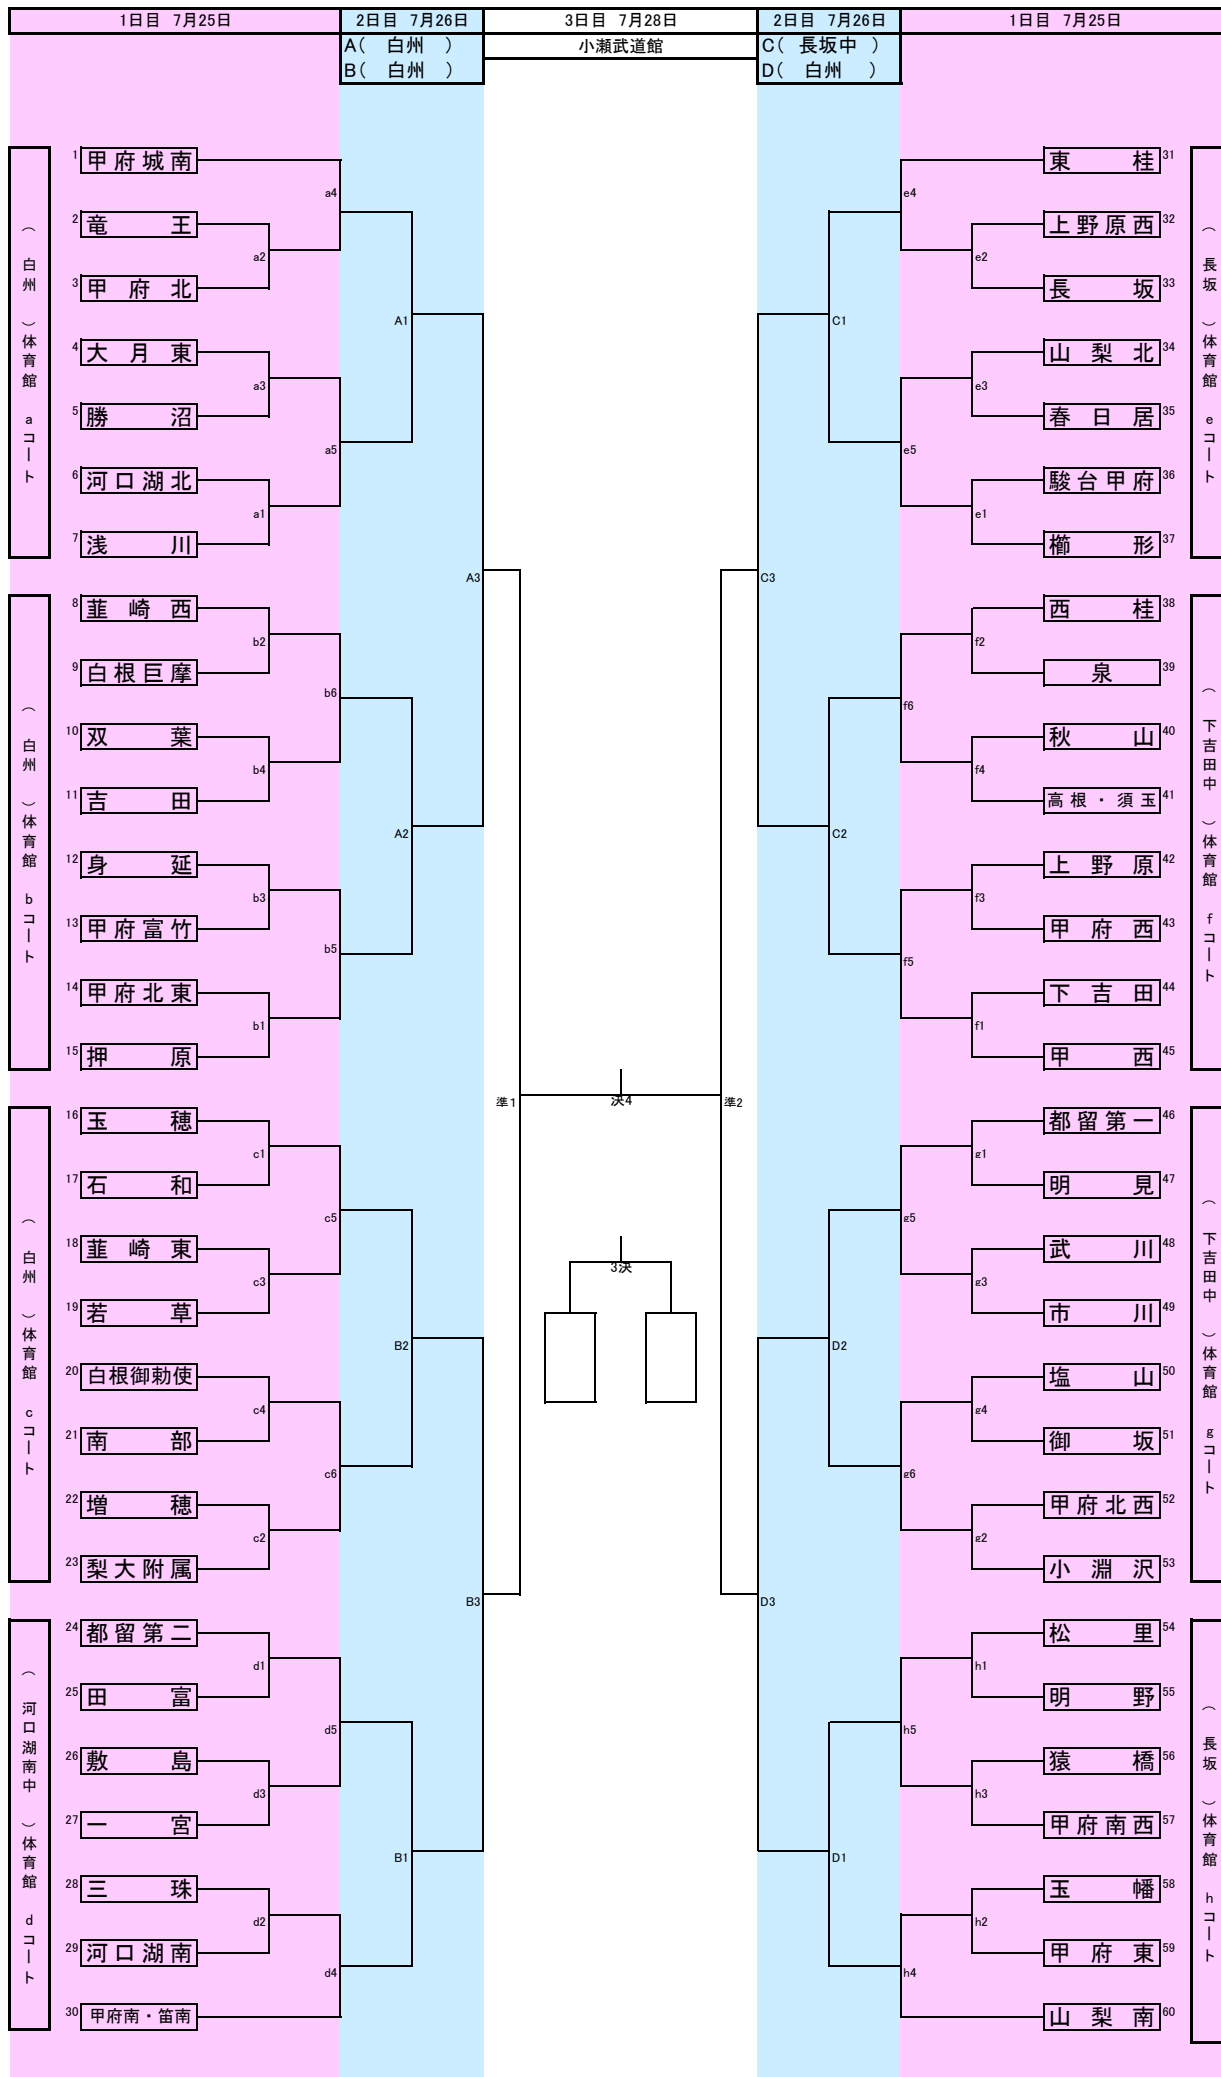 1日目 7月25日
2日目 7月26日
3日目 7月28日
2日目 7月26日
1日目 7月25日
A( 白州 )
B( 白州 )
小瀬武道館
C( 長坂中 )
D( 白州 )
( 白州 )体育館 aコート
1 甲府城南
2 竜王
3 甲府北
4 大月東
5 勝沼
6 河口湖北
7 浅川
a4
a2
a3
a5
a1
( 白州 )体育館 bコート
8 韮崎西
9 白根巨摩
10 双葉
11 吉田
12 身延
13 甲府富竹
14 甲府北東
15 押原
b2
b6
b4
b3
b5
b1
( 白州 )体育館 cコート
16 玉穂
17 石和
18 韮崎東
19 若草
20 白根御勅使
21 南部
22 増穂
23 梨大附属
c1
c5
c3
c4
c6
c2
( 河口湖南中 )体育館 dコート
24 都留第二
25 田富
26 敷島
27 一宮
28 三珠
29 河口湖南
30 甲府南・笛南
d1
d5
d3
d2
d4
A1
A3
A2
B2
B3
B1
準1
決4
準2
3決
C1
C3
C2
D2
D3
D1
東桂 31
上野原西 32
長坂 33
山梨北 34
春日居 35
駿台甲府 36
櫛形 37
e4
e2
e3
e5
e1
( 長坂 )体育館 eコート
西桂 38
泉 39
秋山 40
高根・須玉 41
上野原 42
甲府西 43
下吉田 44
甲西 45
f2
f6
f4
f3
f5
f1
( 下吉田中 )体育館 fコート
都留第一 46
明見 47
武川 48
市川 49
塩山 50
御坂 51
甲府北西 52
小淵沢 53
g1
g5
g3
g4
g6
g2
( 下吉田中 )体育館 gコート
松里 54
明野 55
猿橋 56
甲府南西 57
玉幡 58
甲府東 59
山梨南 60
h1
h5
h3
h2
h4
( 長坂 )体育館 hコート